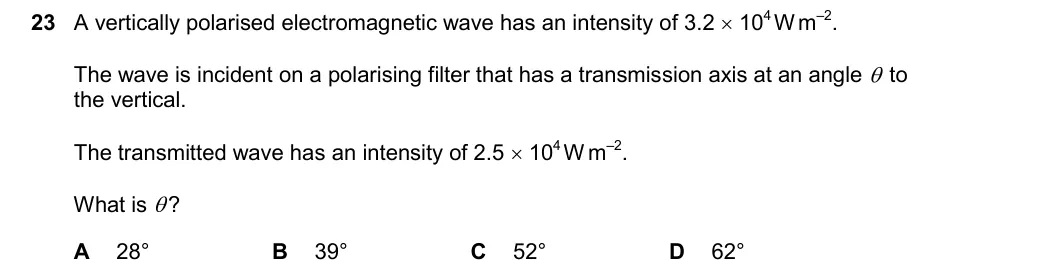 23 A vertically polarised electromagnetic wave has an intensity of 3.2 × 10⁴ W m⁻².
The wave is incident on a polarising filter that has a transmission axis at an angle θ to
the vertical.
The transmitted wave has an intensity of 2.5 × 10⁴ W m⁻².
What is θ?
A 28° B 39° C 52° D 62°